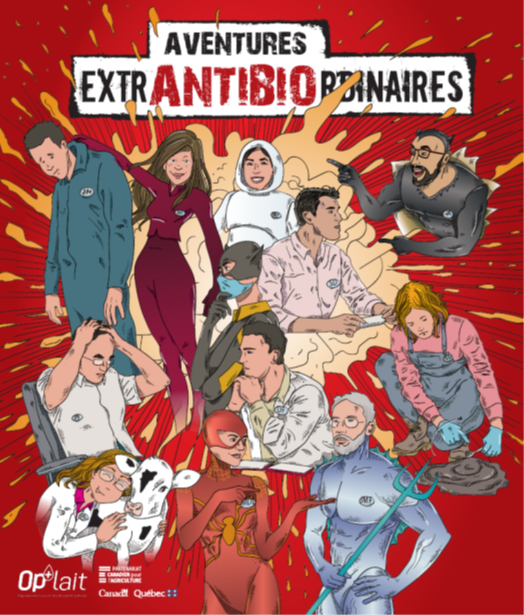 AVENTURES
EXTRANTIBIORDINAIRES
Op+lait
PARTENARIAT
CANADIEN pour
l'AGRICULTURE
Canada Québec